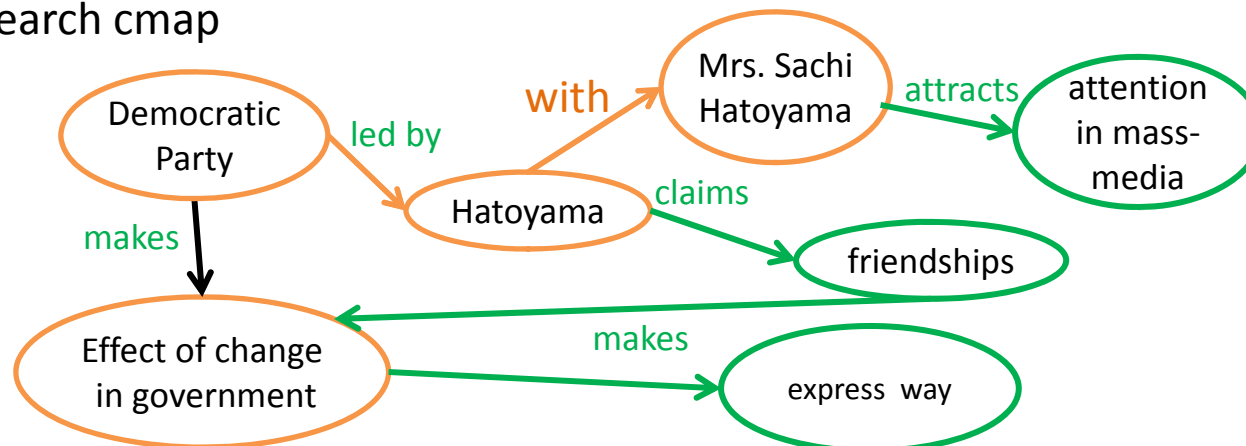 earch cmap
Mrs. Sachi
Hatoyama
with
attracts
attention
in mass-
media
Democratic
Party
led by
Hatoyama
claims
makes
friendships
Effect of change
in government
makes
express way